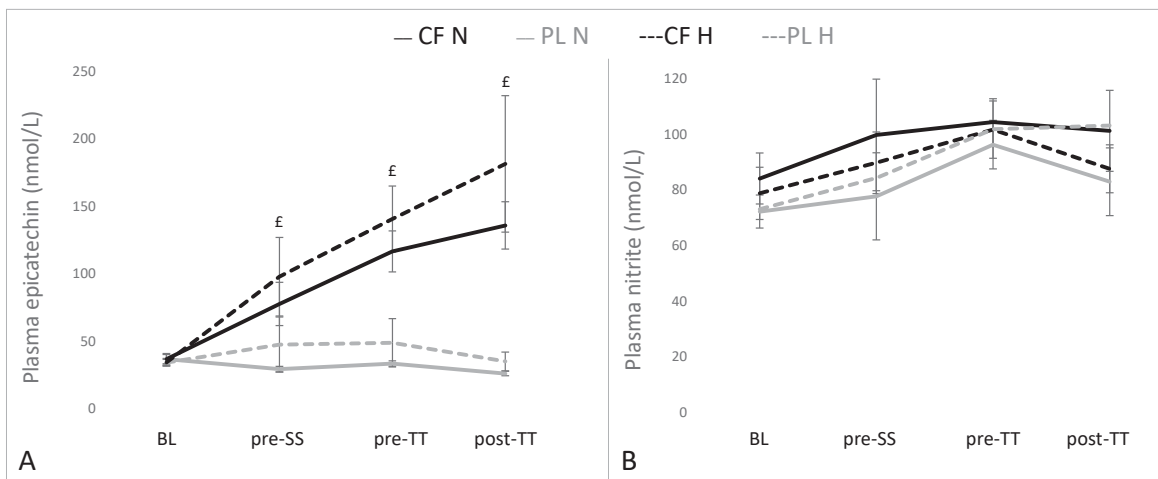 CF N PL N CF H PL H
Plasma epicatechin (nmol/L)
250
200
150
100
50
0
£
£
£
BL pre-SS pre-TT post-TT
A
Plasma nitrite (nmol/L)
120
100
80
60
40
20
0
BL pre-SS pre-TT post-TT
B